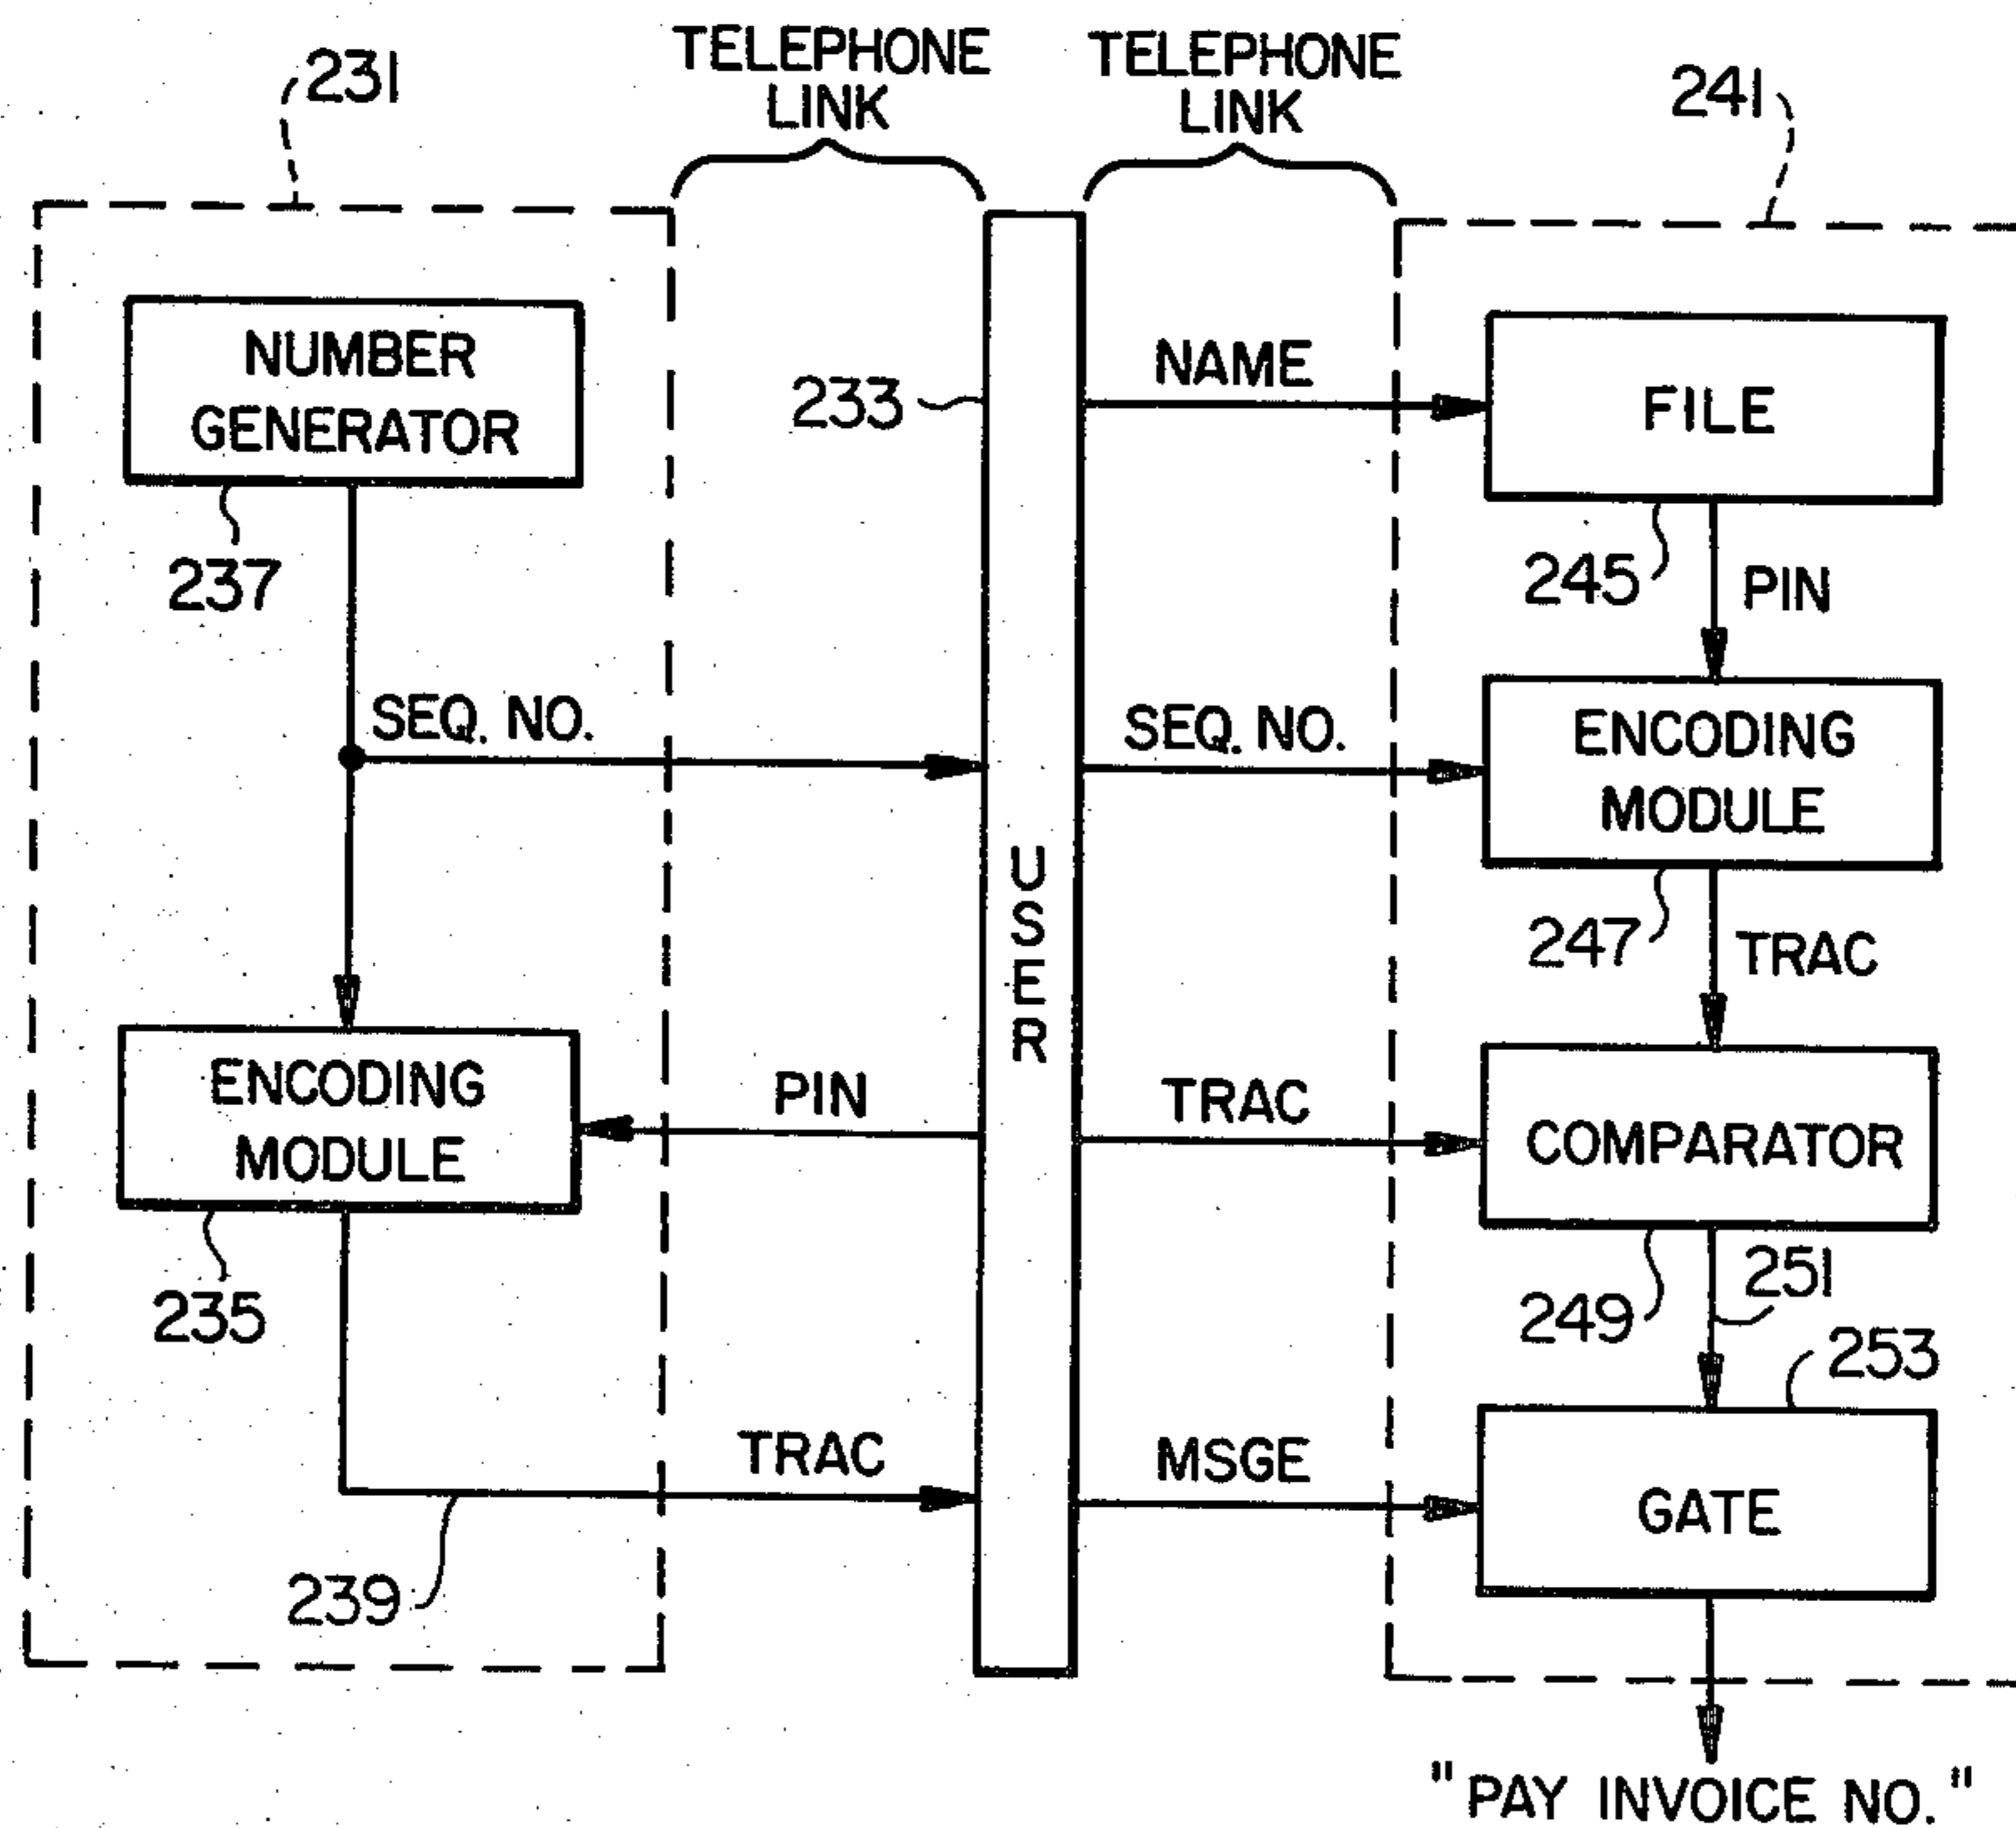 231
TELEPHONE
LINK
TELEPHONE
LINK
241
NUMBER
GENERATOR
237
233
NAME
FILE
245
PIN
SEQ. NO.
SEQ. NO.
ENCODING
MODULE
247
TRAC
USER
ENCODING
MODULE
235
PIN
TRAC
COMPARATOR
249
251
253
TRAC
239
MSGE
GATE
"PAY INVOICE NO."